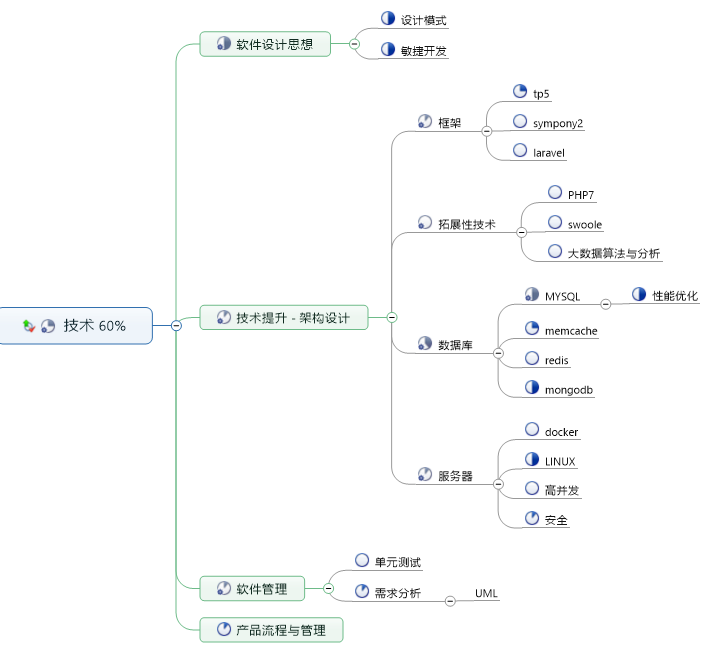 技术 60%
软件设计思想
设计模式
敏捷开发
技术提升 - 架构设计
框架
tp5
sympony2
laravel
拓展性技术
PHP7
swoole
大数据算法与分析
数据库
MYSQL
性能优化
memcache
redis
mongodb
服务器
docker
LINUX
高并发
安全
软件管理
单元测试
需求分析
UML
产品流程与管理